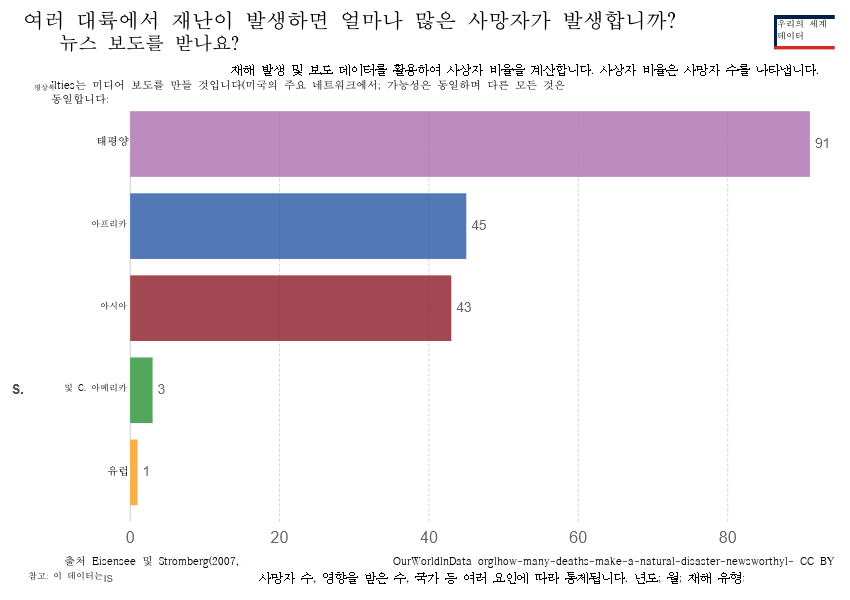 여러 대륙에서 재난이 발생하면 얼마나 많은 사망자가 발생합니까?
뉴스 보도를 받나요?
우리의 세계
데이터
재해 발생 및 보도 데이터를 활용하여 사상자 비율을 계산합니다. 사상자 비율은 사망자 수를 나타냅니다.
lties는 미디어 보도를 만들 것입니다(미국의 주요 네트워크에서; 가능성은 동일하며 다른 모든 것은
동일합니다:
태평양 91
아프리카 45
아시아 43
S. 및 C. 아메리카 3
유럽 1
0 20 40 60 80
출처 Eisensee 및 Stromberg(2007, OurWorldInData org|how-many-deaths-make-a-natural-disaster-newsworthyl- CC BY
참고: 이 데이터는IS 사망자 수, 영향을 받은 수, 국가 등 여러 요인에 따라 통제됩니다. 년도; 월; 재해 유형: